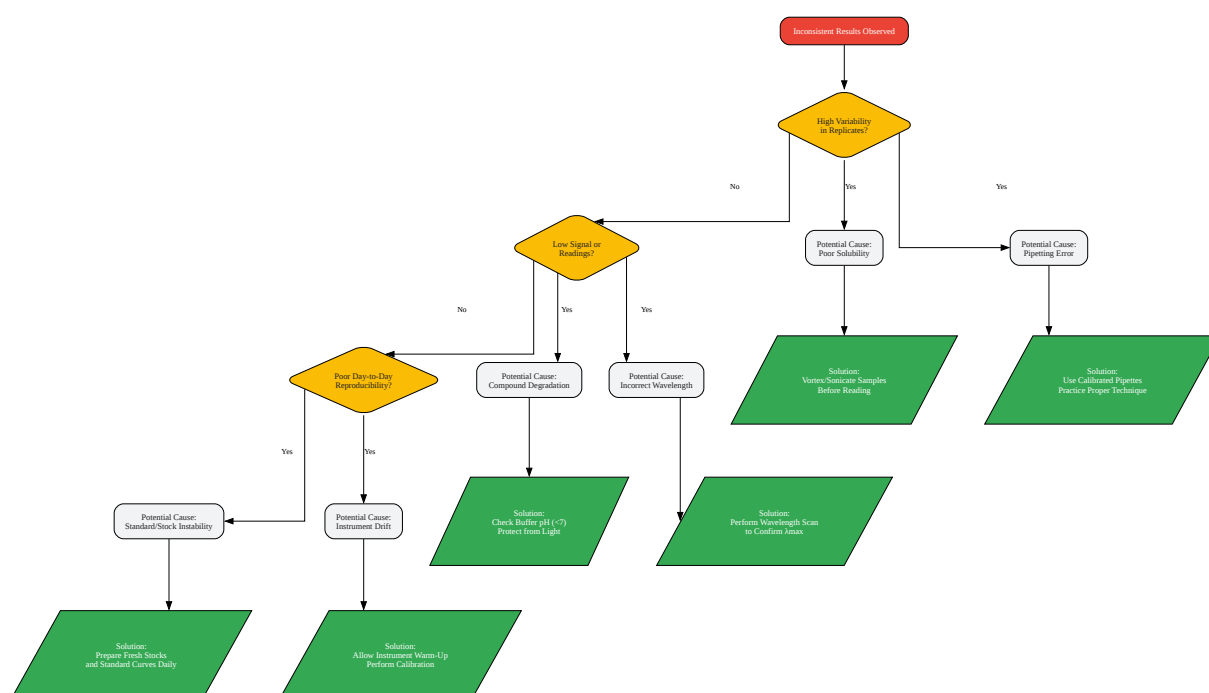 Inconsistent Results Observed
High Variability
in Replicates?
No
Yes
Yes
Low Signal or
Readings?
Potential Cause:
Poor Solubility
Potential Cause:
Pipetting Error
No
Yes
Yes
Poor Day-to-Day
Reproducibility?
Potential Cause:
Compound Degradation
Potential Cause:
Incorrect Wavelength
Solution:
Vortex/Sonicate Samples
Before Reading
Solution:
Use Calibrated Pipettes
Practice Proper Technique
Yes
Yes
Potential Cause:
Standard/Stock Instability
Potential Cause:
Instrument Drift
Solution:
Check Buffer pH (<7)
Protect from Light
Solution:
Perform Wavelength Scan
to Confirm λmax
Solution:
Prepare Fresh Stocks
and Standard Curves Daily
Solution:
Allow Instrument Warm-Up
Perform Calibration